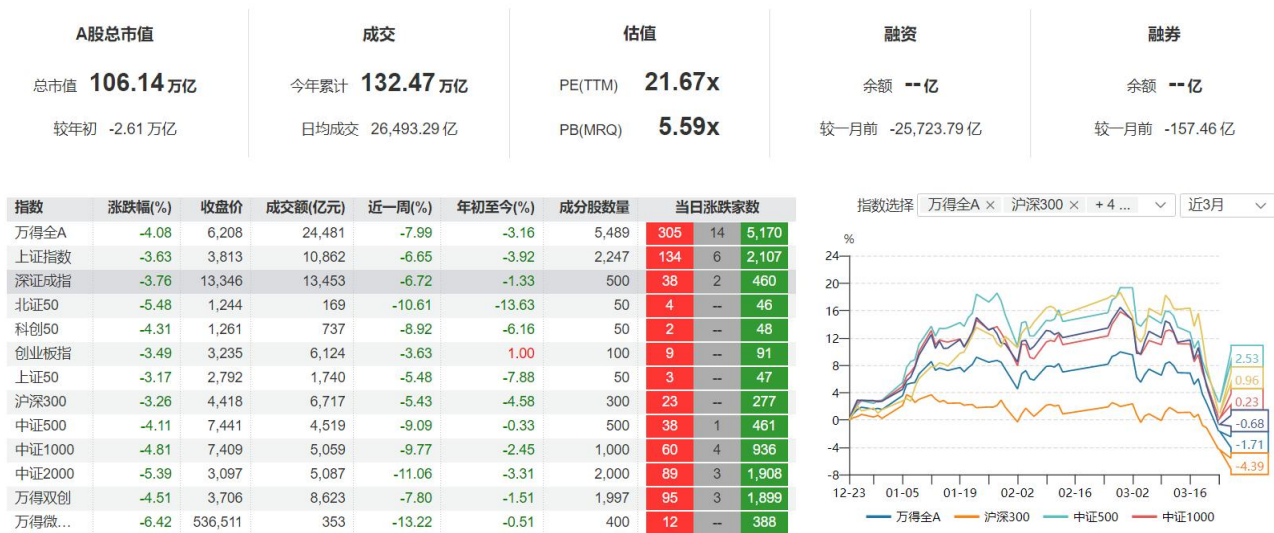 A股总市值
总市值 106.14 万亿
较年初 -2.61 万亿
成交
今年累计 132.47 万亿
日均成交 26,493.29 亿
估值
PE(TTM) 21.67x
PB(MRQ) 5.59x
融资
余额 --亿
较一月前 -25,723.79 亿
融券
余额 --亿
较一月前 -157.46 亿
指数 涨跌幅(%) 收盘价 成交额(亿元) 近一周(%) 年初至今(%) 成分股数量 当日涨跌家数
万得全A -4.08 6,208 24,481 -7.99 -3.16 5,489 305 14 5,170
上证指数 -3.63 3,813 10,862 -6.65 -3.92 2,247 134 6 2,107
深证成指 -3.76 13,346 13,453 -6.72 -1.33 500 38 2 460
北证50 -5.48 1,244 169 -10.61 -13.63 50 4 -- 46
科创50 -4.31 1,261 737 -8.92 -6.16 50 2 -- 48
创业板指 -3.49 3,235 6,124 -3.63 1.00 100 9 -- 91
上证50 -3.17 2,792 1,740 -5.48 -7.88 50 3 -- 47
沪深300 -3.26 4,418 6,717 -5.43 -4.58 300 23 -- 277
中证500 -4.11 7,441 4,519 -9.09 -0.33 500 38 1 461
中证1000 -4.81 7,409 5,059 -9.77 -2.45 1,000 60 4 936
中证2000 -5.39 3,097 5,087 -11.06 -3.31 2,000 89 3 1,908
万得双创 -4.51 3,706 8,623 -7.80 -1.51 1,997 95 3 1,899
万得微... -6.42 536,511 353 -13.22 -0.51 400 12 -- 388
指数选择 万得全A × 沪深300 × + 4 ... 近3月
%
24
20
16
12
8
4
0
-4
-8
2.53
0.96
0.23
-0.68
-1.71
-4.39
12-23 01-05 01-19 02-02 02-16 03-02 03-16
万得全A 沪深300 中证500 中证1000